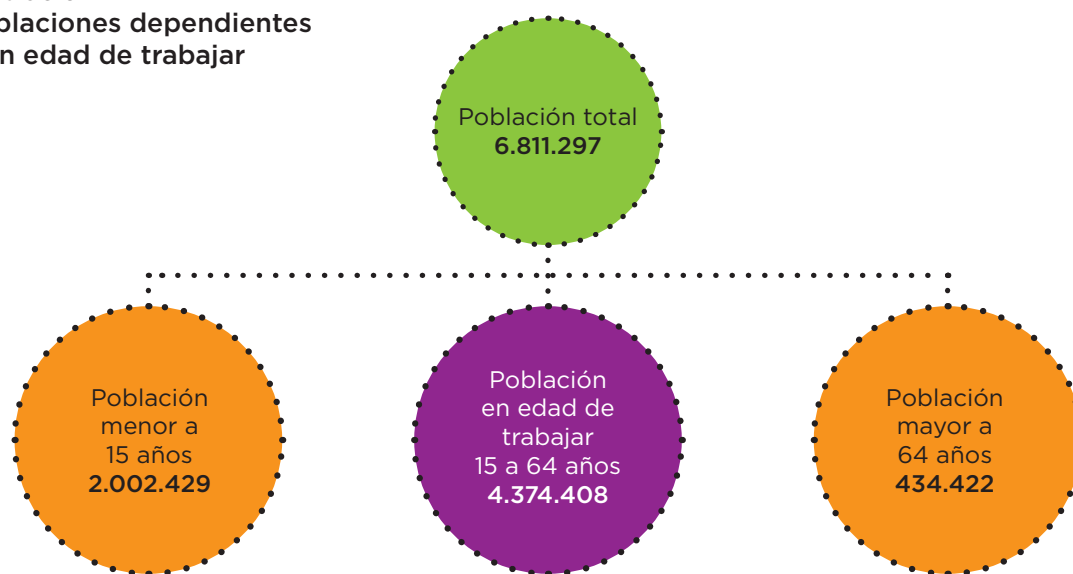 dependientes
edad de trabajar
Población total
6.811.297
Población
menor a
15 años
2.002.429
Población
en edad de
trabajar
15 a 64 años
4.374.408
Población
mayor a
64 años
434.422